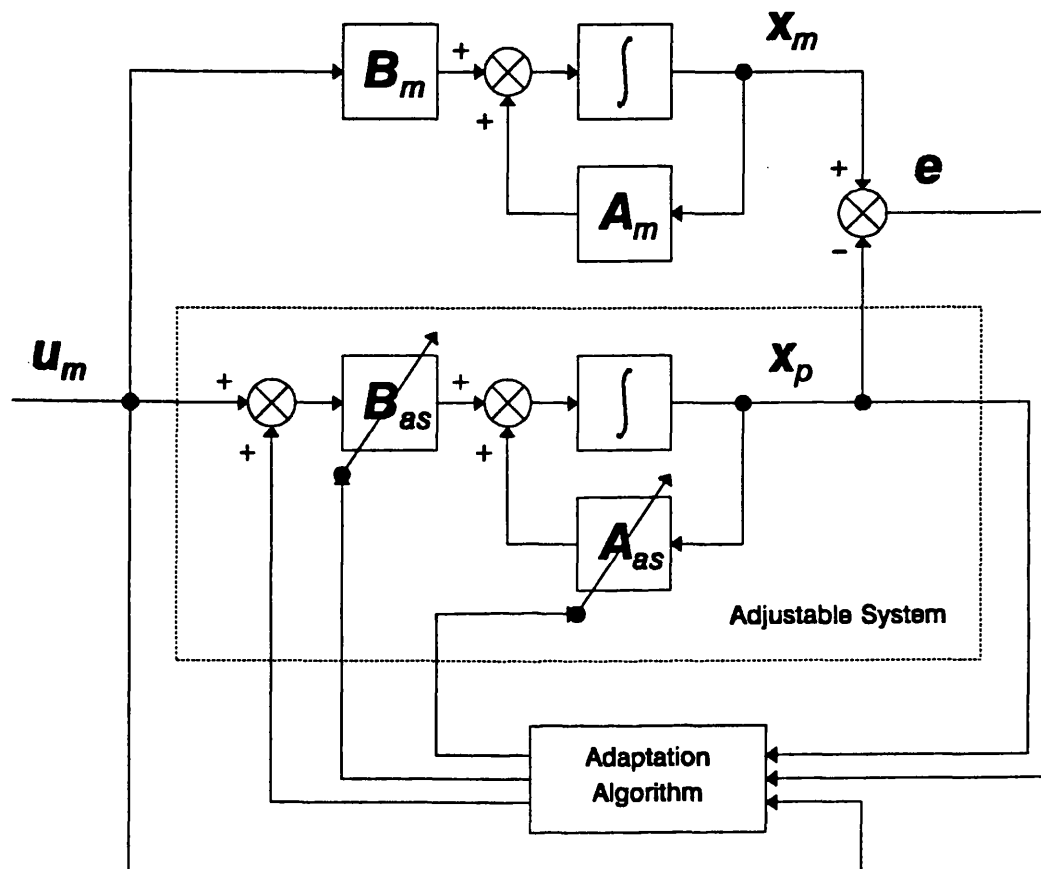 x_m
B_m
+
∫
+
A_m
+
e
-
u_m
+
B_as
+
∫
x_p
+
+
A_as
Adjustable System
Adaptation
Algorithm